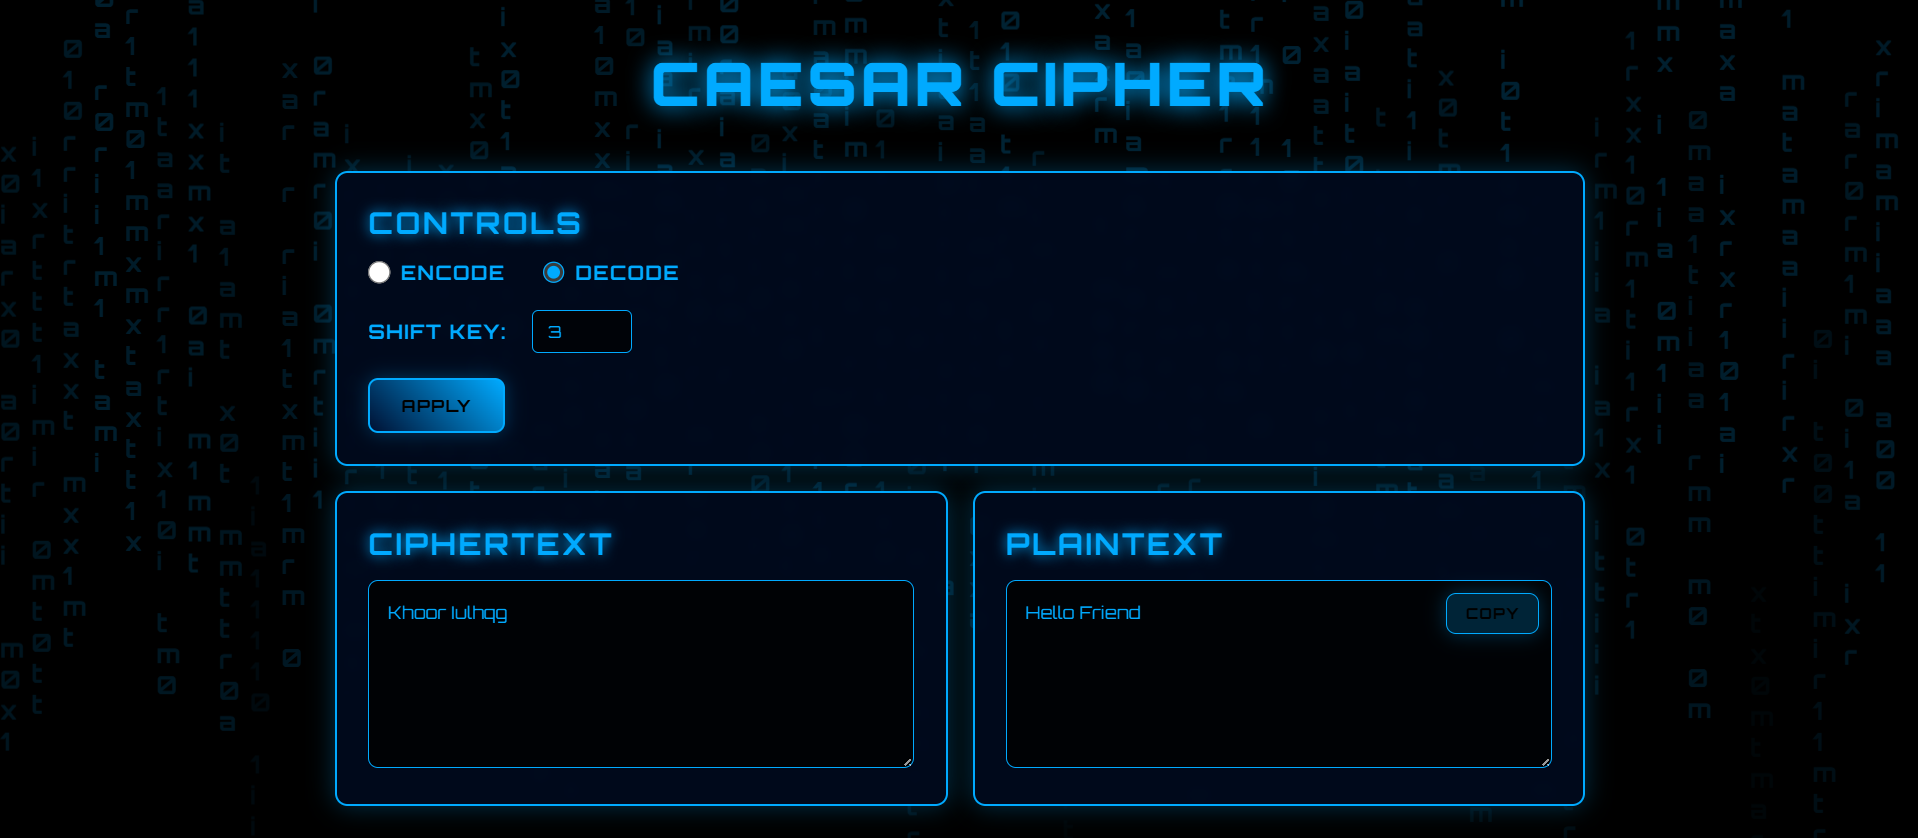 CAESAR CIPHER
CONTROLS
ENCODE DECODE
SHIFT KEY: 3
APPLY
CIPHERTEXT
Khoor Iulhqg
PLAINTEXT
Hello Friend
COPY